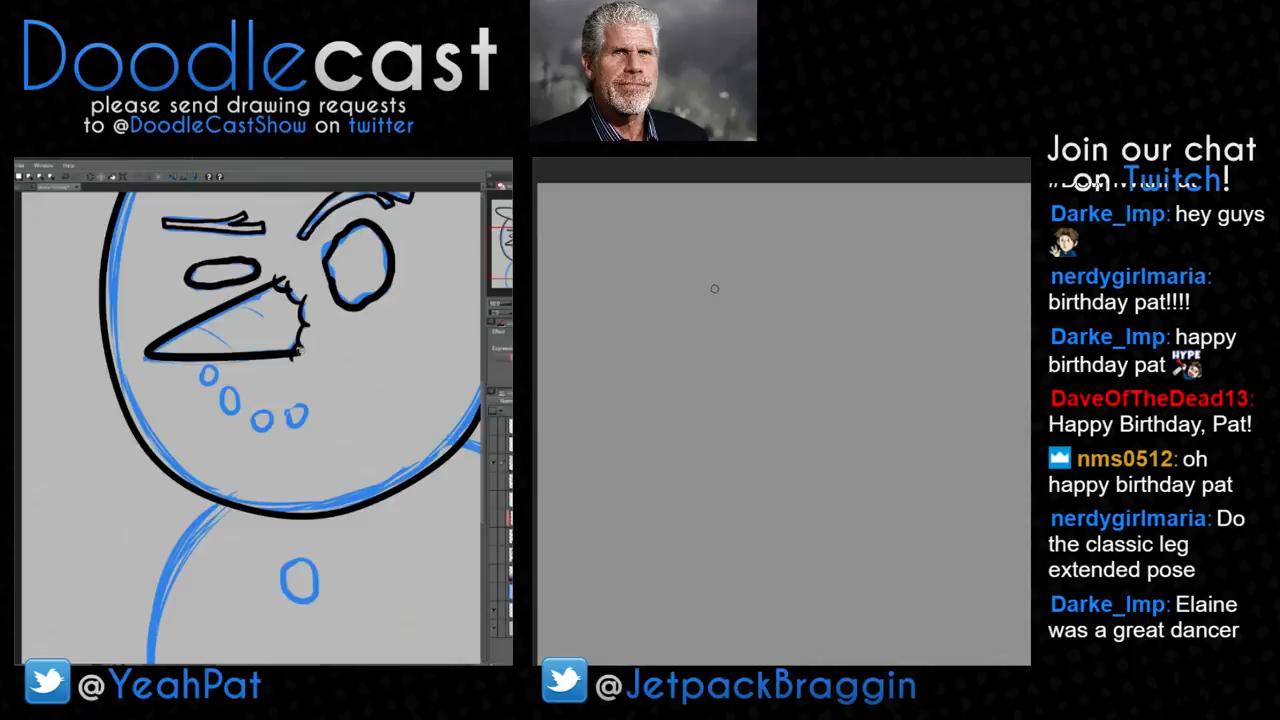 Doodlecast
please send drawing requests
to @DoodleCastShow on twitter
Window Help
Join our chat
on Twitch!
Darke_Imp: hey guys
nerdygirlmaria:
birthday pat!!!!
Darke_Imp: happy
birthday pat HYPE
DaveOfTheDead13:
Happy Birthday, Pat!
nms0512: oh
happy birthday pat
nerdygirlmaria: Do
the classic leg
extended pose
Darke_Imp: Elaine
was a great dancer
@YeahPat
@JetpackBraggin